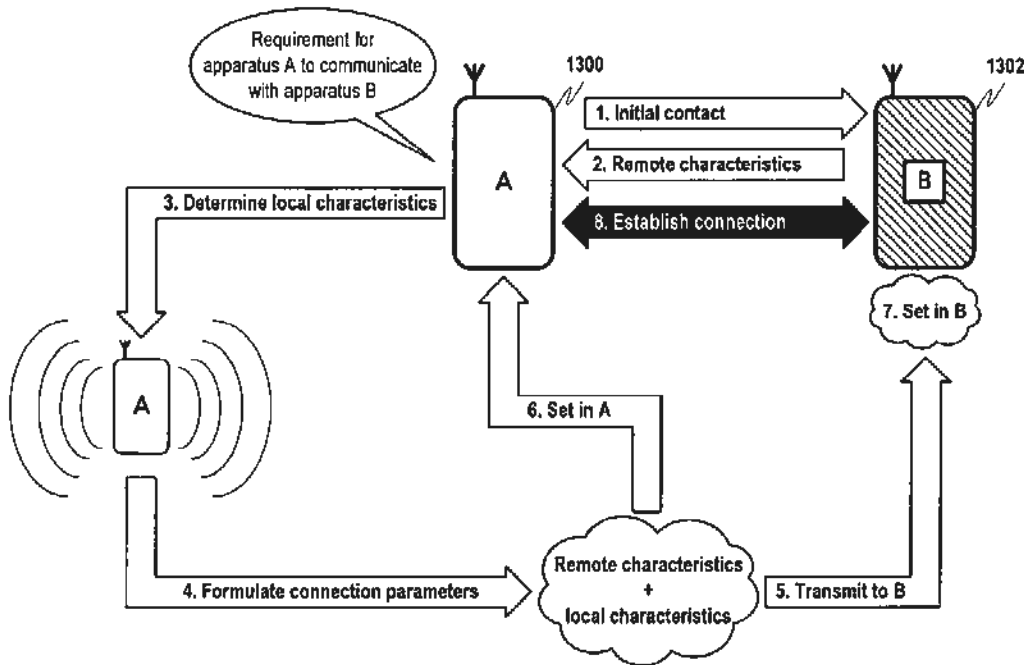 Requirement for
apparatus A to communicate
with apparatus B
1300
1302
1. Initial contact
2. Remote characteristics
A
B
3. Determine local characteristics
8. Establish connection
7. Set in B
A
6. Set in A
Remote characteristics
+
local characteristics
4. Formulate connection parameters
5. Transmit to B